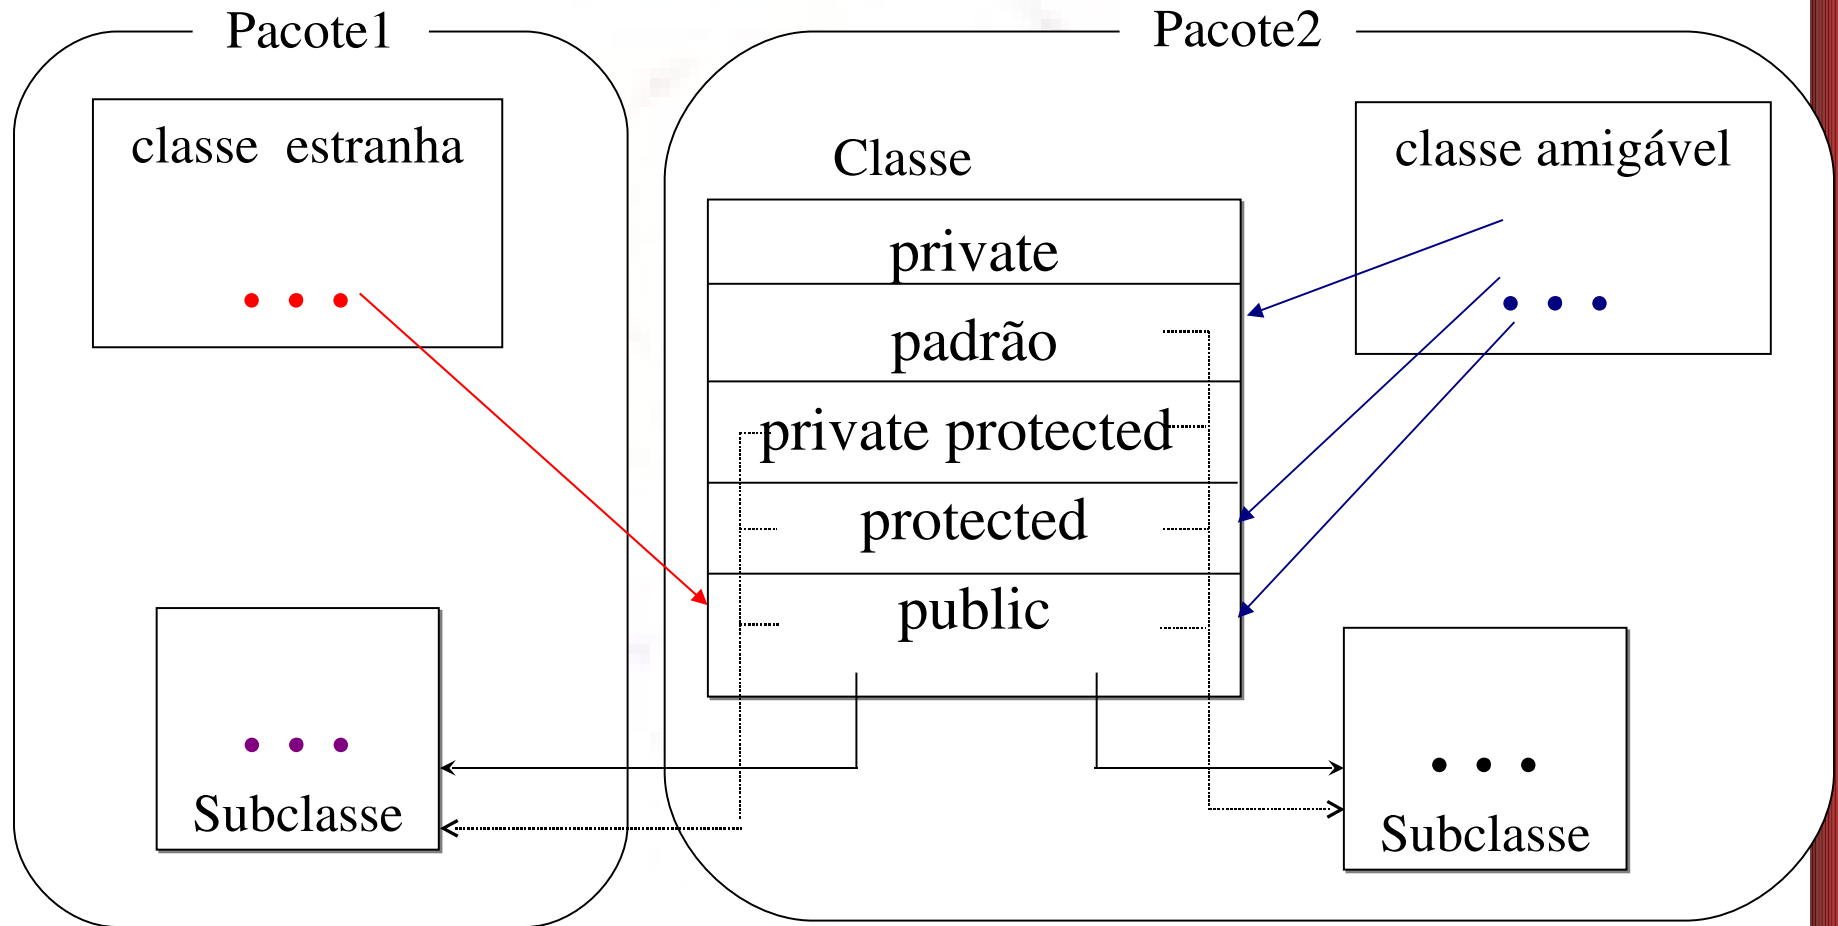 Pacote1
classe estranha
Subclasse
Pacote2
Classe
private
padrão
private protected
protected
public
classe amigável
Subclasse